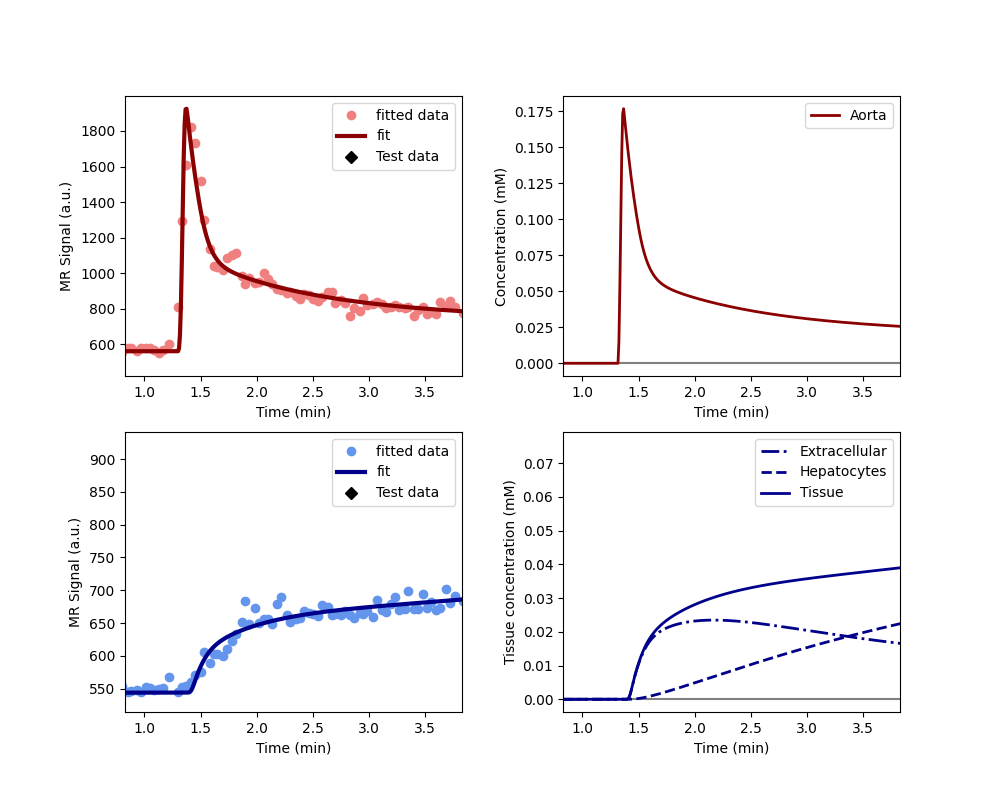 MR Signal (a.u.)
1800
1600
1400
1200
1000
800
600
fitted data
fit
Test data
1.0 1.5 2.0 2.5 3.0 3.5
Time (min)
Concentration (mM)
0.175
0.150
0.125
0.100
0.075
0.050
0.025
0.000
Aorta
1.0 1.5 2.0 2.5 3.0 3.5
Time (min)
MR Signal (a.u.)
900
850
800
750
700
650
600
550
fitted data
fit
Test data
1.0 1.5 2.0 2.5 3.0 3.5
Time (min)
Tissue concentration (mM)
0.07
0.06
0.05
0.04
0.03
0.02
0.01
0.00
Extracellular
Hepatocytes
Tissue
1.0 1.5 2.0 2.5 3.0 3.5
Time (min)